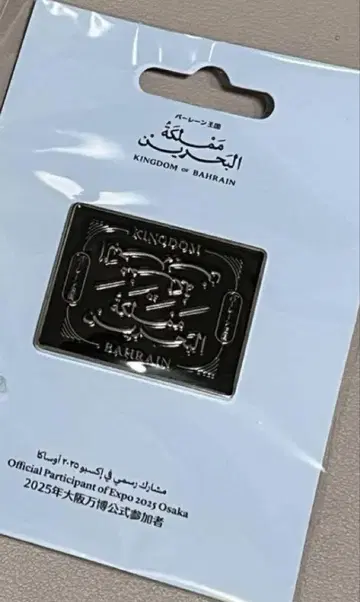 バーレーン王国
مَمْلَكَةُ
البَحْرَيْن
KINGDOM OF BAHRAIN
KINGDOM
مملكة
البحرين
BAHRAIN
مشارك رسمي في إكسبو ٢٠٢٥ أوساكا
Official Participant of Expo 2025 Osaka
2025年大阪万博公式参加者